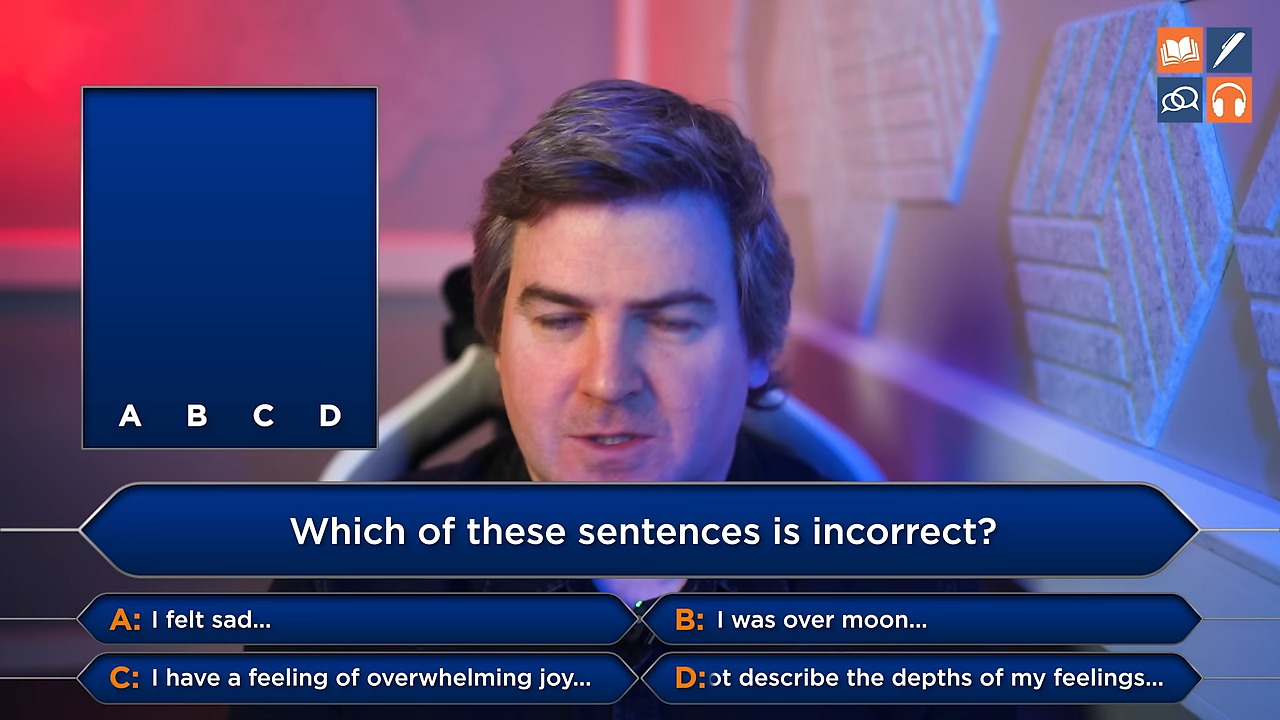 A B C D
Which of these sentences is incorrect?
A: I felt sad...
B: I was over moon...
C: I have a feeling of overwhelming joy...
D: describe the depths of my feelings...